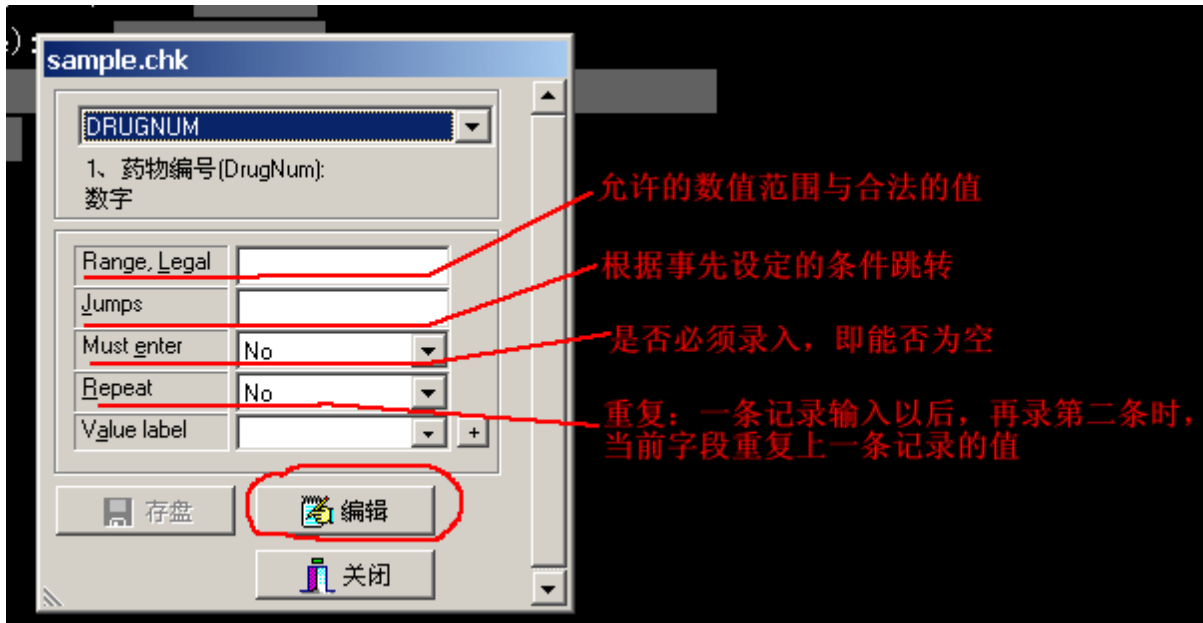 ):
sample.chk
DRUGNUM
1、药物编号(DrugNum):
数字
Range, Legal
Jumps
Must enter No
Repeat No
Value label +
存盘
编辑
关闭
允许的数值范围与合法的值
根据事先设定的条件跳转
是否必须录入，即能否为空
重复：一条记录输入以后，再录第二条时，
当前字段重复上一条记录的值